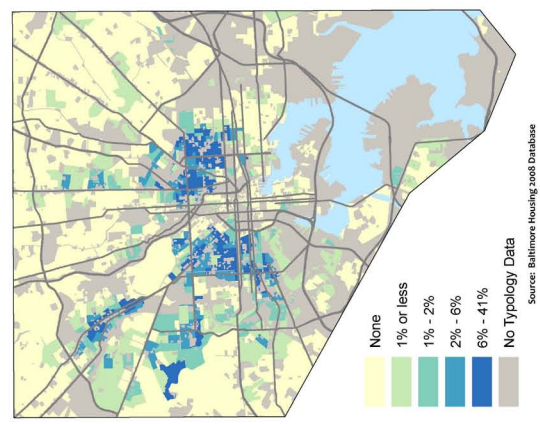 None
1% or less
1% - 2%
2% - 6%
6% - 41%
No Typology Data
Source: Baltimore Housing 2008 Database